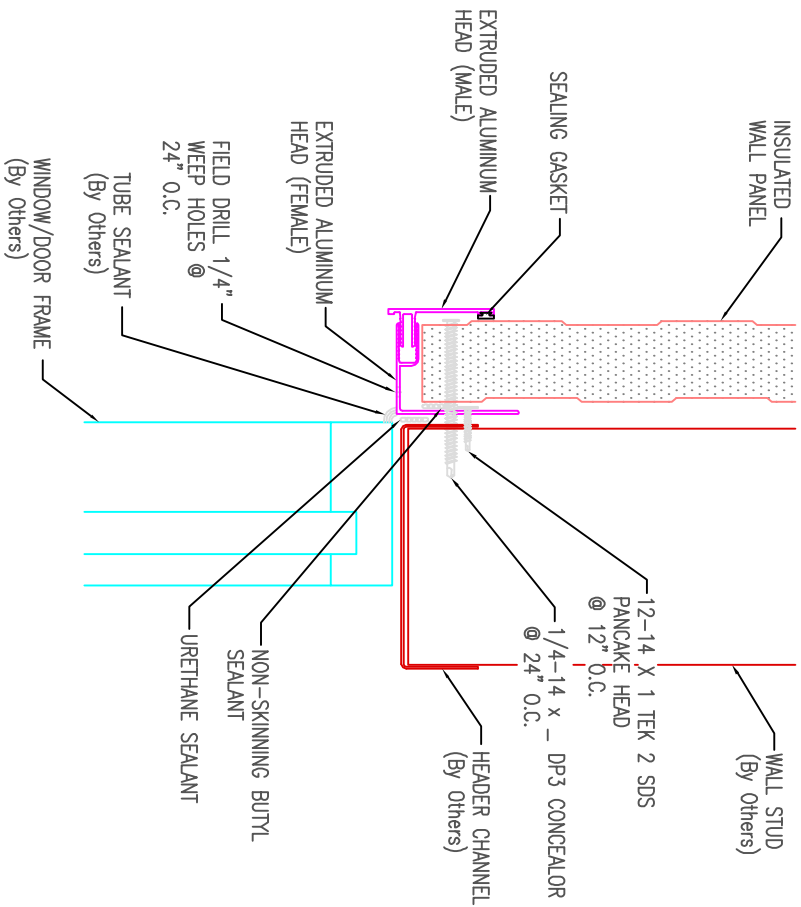 INSULATED
WALL PANEL
SEALING GASKET
EXTRUDED ALUMINUM
HEAD (MALE)
EXTRUDED ALUMINUM
HEAD (FEMALE)
FIELD DRILL 1/4"
WEEP HOLES @
24" O.C.
TUBE SEALANT
(By Others)
WINDOW/DOOR FRAME
(By Others)
WALL STUD
(By Others)
12-14 X 1 TEK 2 SDS
PANCAKE HEAD
@ 12" O.C.
1/4-14 x _ DP3 CONCEALOR
@ 24" O.C.
HEADER CHANNEL
(By Others)
NON-SKINNING BUTYL
SEALANT
URETHANE SEALANT